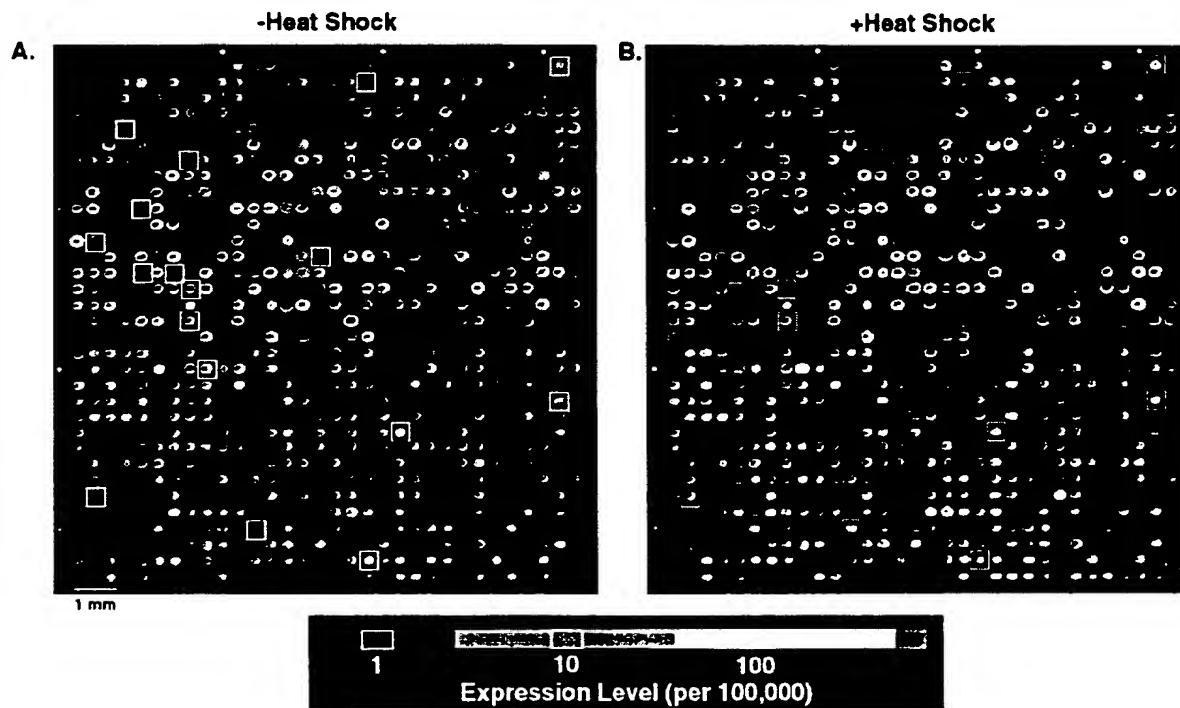 -Heat Shock
+Heat Shock
A.
B.
1 mm
1 10 100
Expression Level (per 100,000)